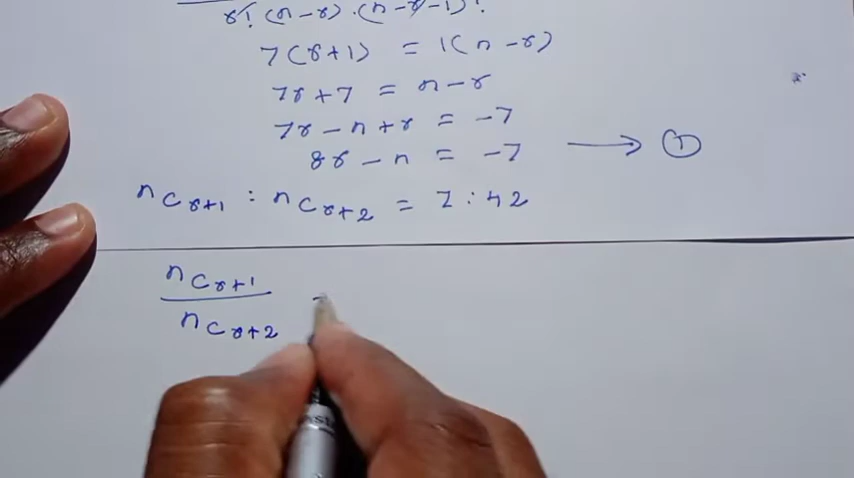 r! (n-r) . (n-r-1)!
7(r+1) = 1(n-r)
7r+7 = n-r
7r-n+r = -7
8r-n = -7 → ①
nCr+1 : nCr+2 = 7:42
nCr+1
nCr+2